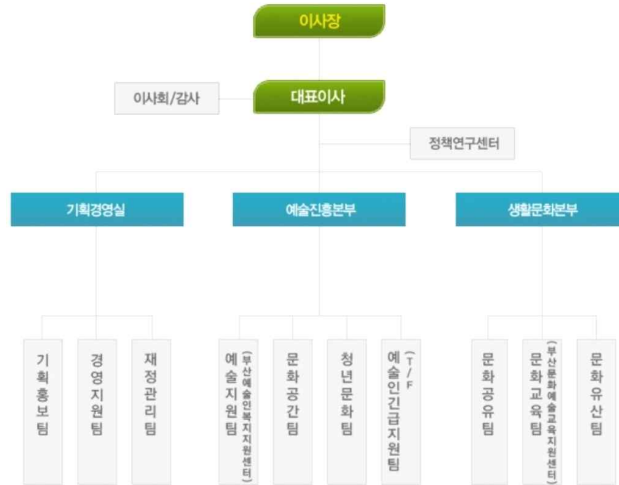 이사장
이사회/감사
대표이사
정책연구센터
기획경영실
예술진흥본부
생활문화본부
기획홍보팀
경영지원팀
재정관리팀
예술지원팀
(부산예술인복지지원센터)
문화공간팀
청년문화팀
예술인긴급지원팀
(T/F
문화공유팀
문화교육팀
(부산문화예술교육지원센터)
문화유산팀